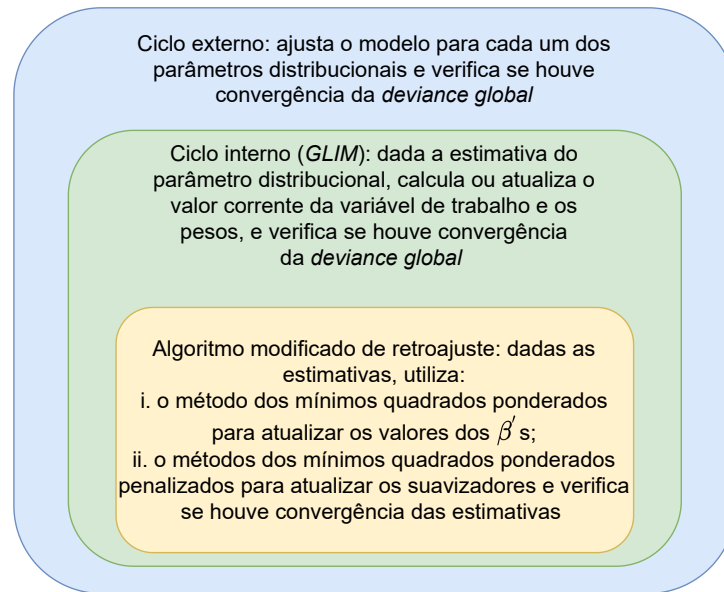 Ciclo externo: ajusta o modelo para cada um dos
parâmetros distribucionais e verifica se houve
convergência da deviance global
Ciclo interno (GLIM): dada a estimativa do
parâmetro distribucional, calcula ou atualiza o
valor corrente da variável de trabalho e os
pesos, e verifica se houve convergência
da deviance global
Algoritmo modificado de retroajuste: dadas as
estimativas, utiliza:
i. o método dos mínimos quadrados ponderados
para atualizar os valores dos β's;
ii. o métodos dos mínimos quadrados ponderados
penalizados para atualizar os suavizadores e verifica
se houve convergência das estimativas